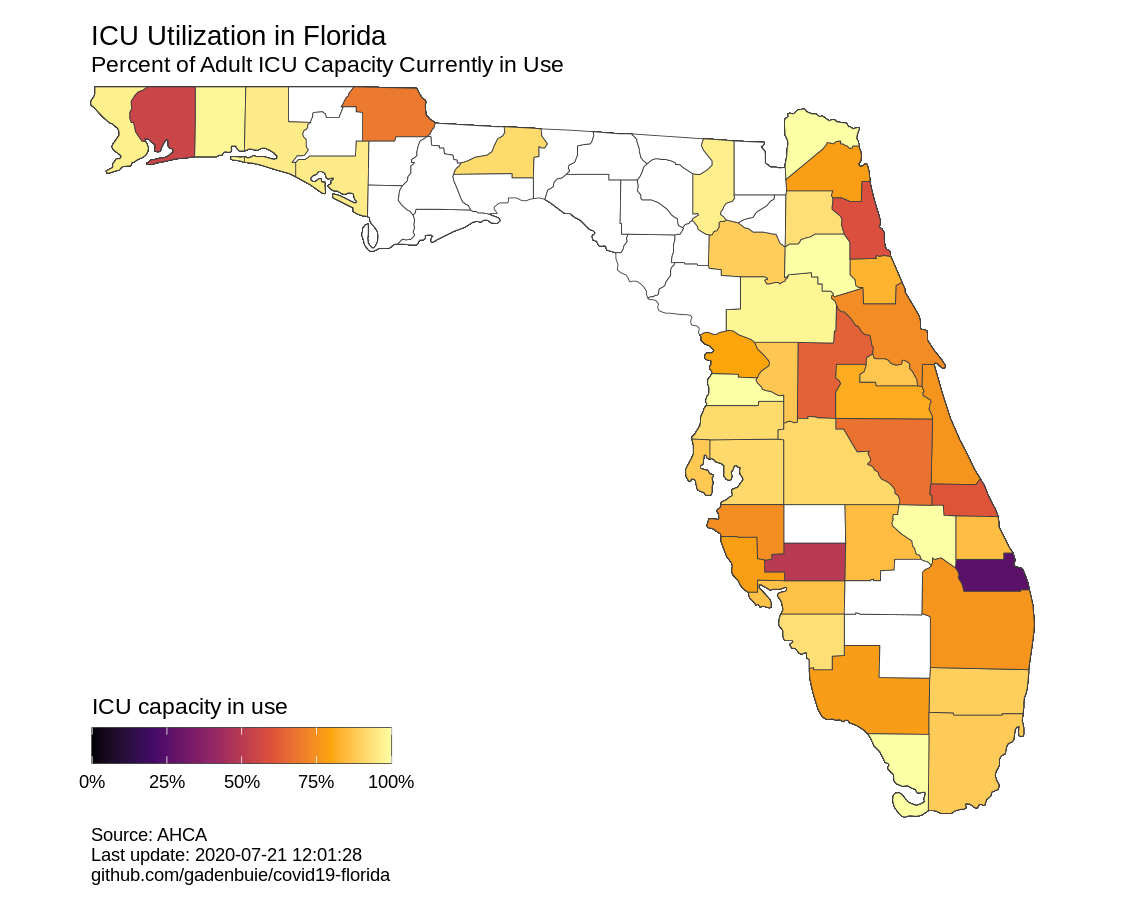 ICU Utilization in Florida
Percent of Adult ICU Capacity Currently in Use
ICU capacity in use
0% 25% 50% 75% 100%
Source: AHCA
Last update: 2020-07-21 12:01:28
github.com/gadenbuie/covid19-florida